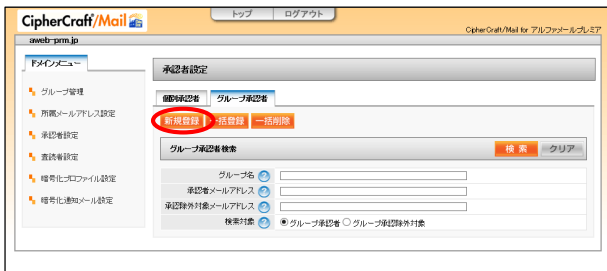 CipherCraft/Mail
トップ
ログアウト
CipherCraft/Mail for アルファメールプレミア
aweb-prm.jp
ドメインメニュー
グループ管理
所属メールアドレス設定
承認者設定
査読者設定
暗号化プロファイル設定
暗号化通知メール設定
承認者設定
個別承認者
グループ承認者
新規登録
一括登録
一括削除
グループ承認者検索
検索
クリア
グループ名
承認者メールアドレス
承認除外対象メールアドレス
検索対象
グループ承認者
グループ承認除外対象